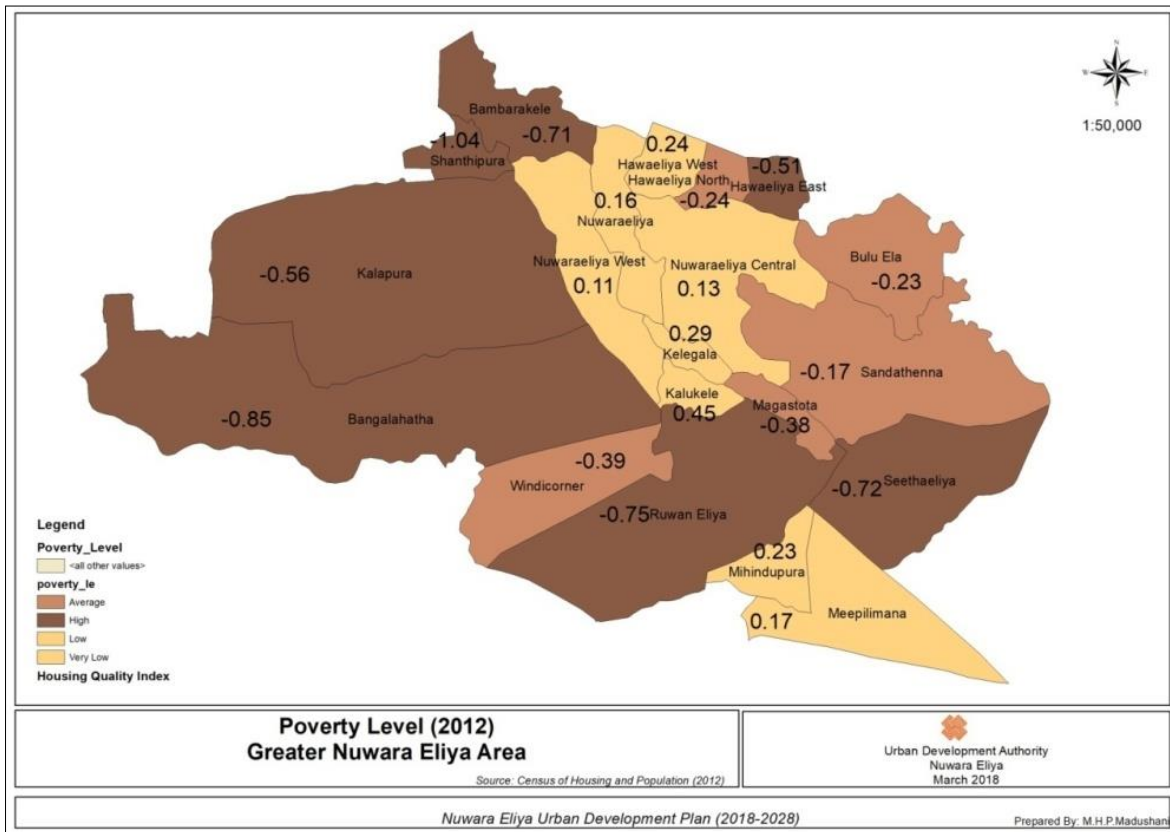 N
W E
S
1:50,000
Bambarakele
-0.71
-1.04
Shanthipura
0.24
Hawaeliya West
Hawaeliya North
-0.24
-0.51
Hawaeliya East
0.16
Nuwaraeliya
Bulu Ela
-0.23
-0.56
Kalapura
Nuwaraeliya West
0.11
Nuwaraeliya Central
0.13
0.29
Kelegala
-0.17
Sandathenna
Kalukele
0.45
Magastota
-0.38
-0.85
Bangalahatha
-0.39
Windicorner
-0.72
Seethaeliya
-0.75
Ruwan Eliya
0.23
Mihindupura
Meepilimana
0.17
Legend
Poverty_Level
<all other values>
poverty_le
Average
High
Low
Very Low
Housing Quality Index
Poverty Level (2012)
Greater Nuwara Eliya Area
Source: Census of Housing and Population (2012)
Urban Development Authority
Nuwara Eliya
March 2018
Nuwara Eliya Urban Development Plan (2018-2028)
Prepared By: M.H.P.Madushani